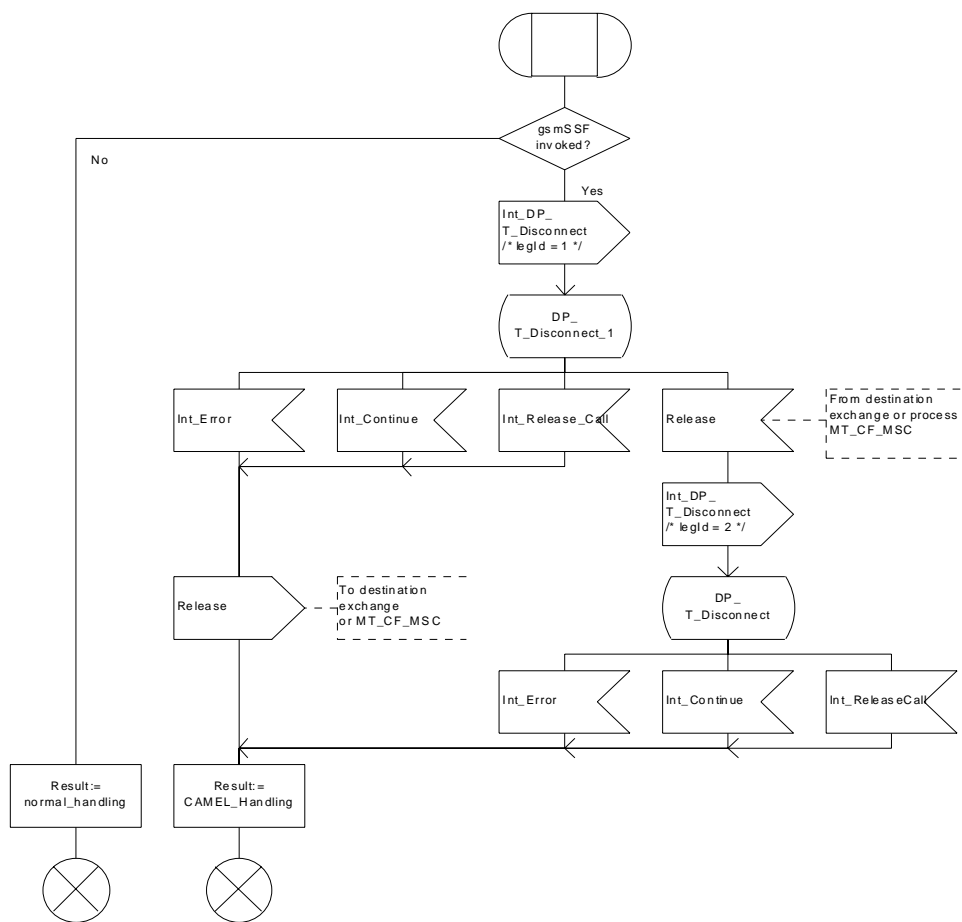 gsmSSF
invoked?
No
Yes
Int_DP_
T_Disconnect
/* legId = 1 */
DP_
T_Disconnect_1
Int_Error
Int_Continue
Int_Release_Call
Release
From destination
exchange or process
MT_CF_MSC
Int_DP_
T_Disconnect
/* legId = 2 */
Release
To destination
exchange
or MT_CF_MSC
DP_
T_Disconnect
Int_Error
Int_Continue
Int_ReleaseCall
Result:=
normal_handling
Result:=
CAMEL_Handling